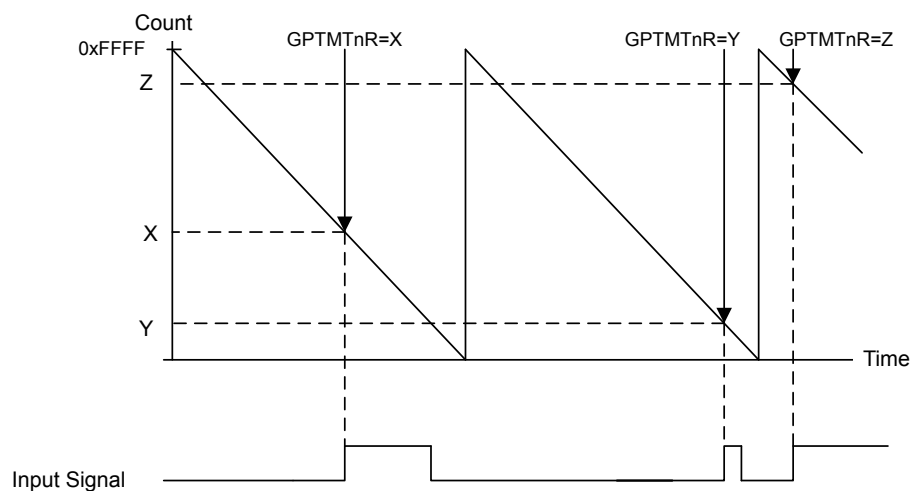 Count
0xFFFF
GPTMTnR=X
GPTMTnR=Y
GPTMTnR=Z
Z
X
Y
Time
Input Signal